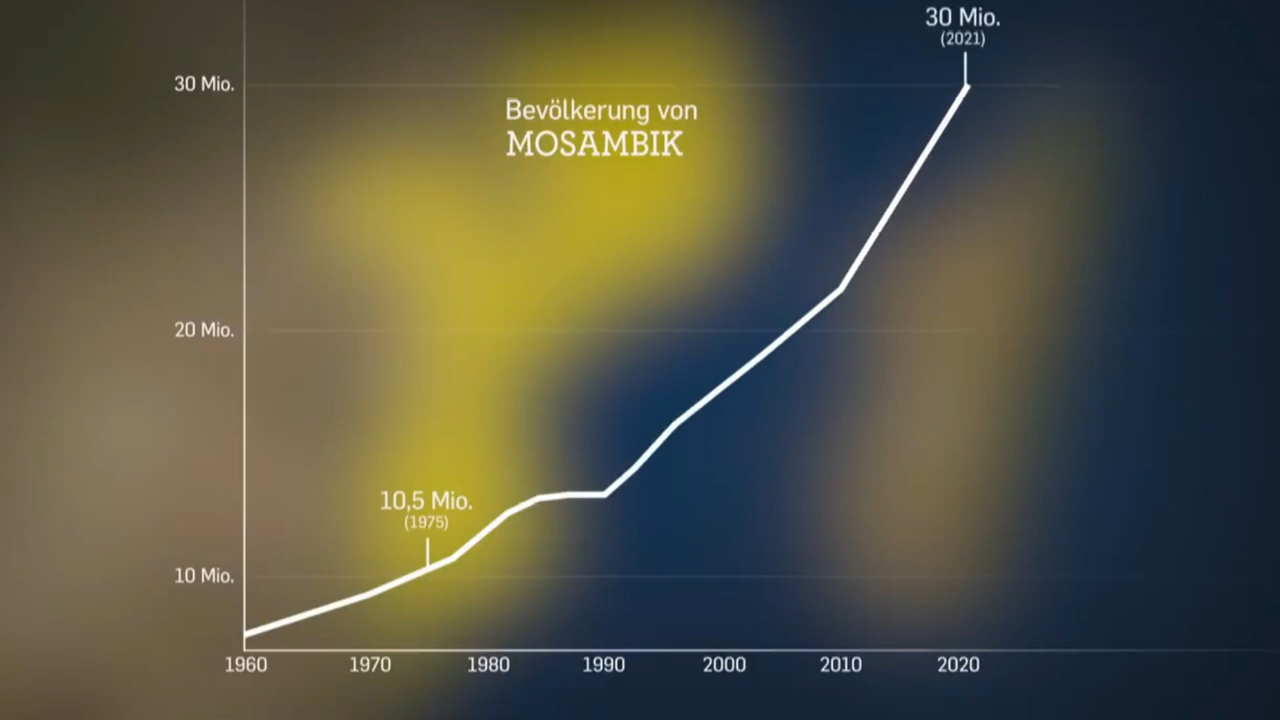 30 Mio.
(2021)
30 Mio.
Bevölkerung von
MOSAMBIK
20 Mio.
10,5 Mio.
(1975)
10 Mio.
1960 1970 1980 1990 2000 2010 2020